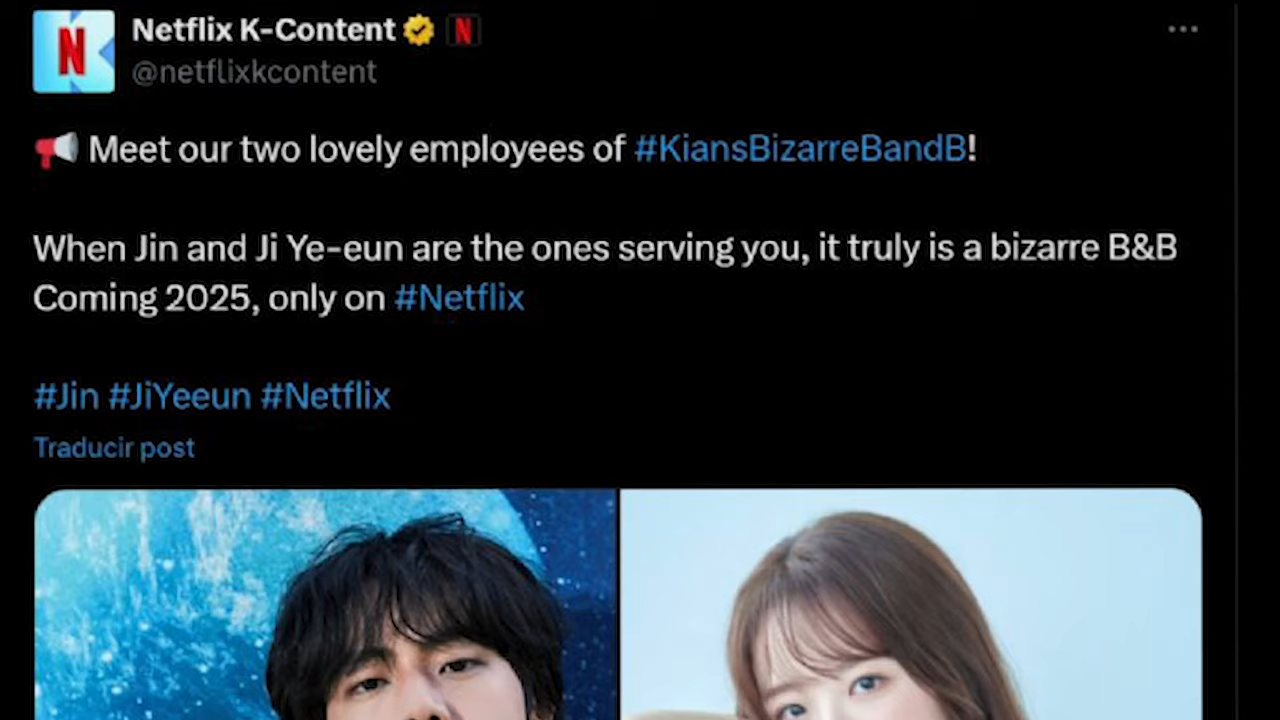 Netflix K-Content
@netflixkcontent
📢 Meet our two lovely employees of #KiansBizarreBandB!
When Jin and Ji Ye-eun are the ones serving you, it truly is a bizarre B&B
Coming 2025, only on #Netflix
#Jin #JiYeeun #Netflix
Traducir post